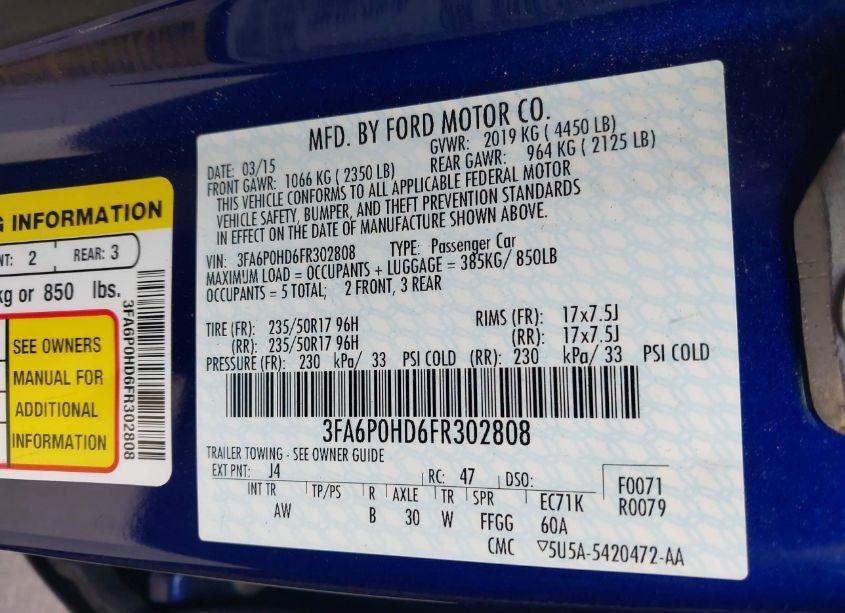 MFD. BY FORD MOTOR CO.
DATE: 03/15 GVWR: 2019 KG ( 4450 LB)
FRONT GAWR: 1066 KG ( 2350 LB) REAR GAWR: 964 KG ( 2125 LB)
THIS VEHICLE CONFORMS TO ALL APPLICABLE FEDERAL MOTOR
VEHICLE SAFETY, BUMPER, AND THEFT PREVENTION STANDARDS
IN EFFECT ON THE DATE OF MANUFACTURE SHOWN ABOVE.
VIN: 3FA6P0HD6FR302808 TYPE: Passenger Car
MAXIMUM LOAD = OCCUPANTS + LUGGAGE = 385KG/ 850LB
OCCUPANTS = 5 TOTAL; 2 FRONT, 3 REAR
TIRE (FR): 235/50R17 96H RIMS (FR): 17x7.5J
(RR): 235/50R17 96H (RR): 17x7.5J
PRESSURE (FR): 230 kPa/ 33 PSI COLD (RR): 230 kPa/ 33 PSI COLD
3FA6P0HD6FR302808
TRAILER TOWING - SEE OWNER GUIDE
EXT PNT: J4 RC: 47 DSO: F0071
INT TR TP/PS R AXLE TR SPR EC71K R0079
AW B 30 W FFGG 60A
CMC ▽5U5A-5420472-AA
INFORMATION
2 REAR: 3
kg or 850 lbs.
SEE OWNERS
MANUAL FOR
ADDITIONAL
INFORMATION
3FA6P0HD6FR302808